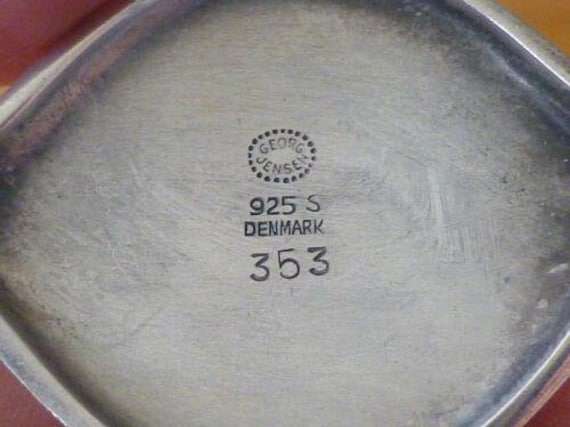 GEORG
JENSEN
925 S
DENMARK
353